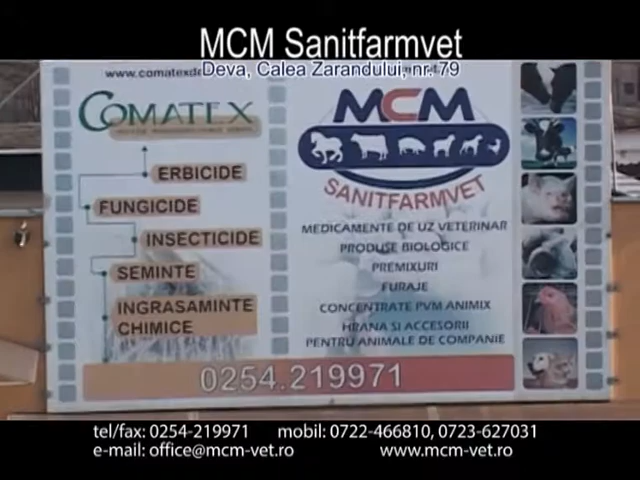 MCM Sanitfarmvet
Deva, Calea Zarandului, nr. 79
COMATEX
ERBICIDE
FUNGICIDE
INSECTICIDE
SEMINTE
INGRASAMINTE
CHIMICE
MCM
SANITFARMVET
MEDICAMENTE DE UZ VETERINAR
PRODUSE BIOLOGICE
PREMIXURI
FURAJE
CONCENTRATE PVM ANIMIX
HRANA SI ACCESORII
PENTRU ANIMALE DE COMPANIE
0254.219971
tel/fax: 0254-219971 mobil: 0722-466810, 0723-627031
e-mail: office@mcm-vet.ro www.mcm-vet.ro